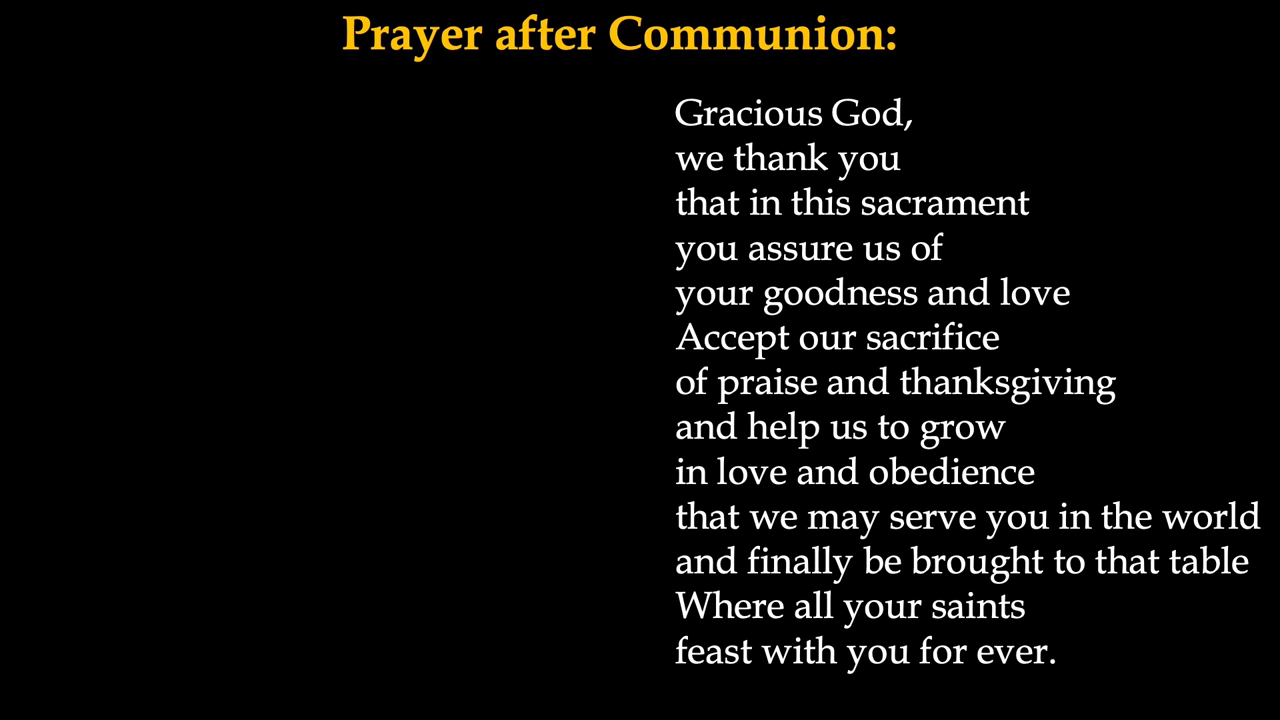 Prayer after Communion:
Gracious God,
we thank you
that in this sacrament
you assure us of
your goodness and love
Accept our sacrifice
of praise and thanksgiving
and help us to grow
in love and obedience
that we may serve you in the world
and finally be brought to that table
Where all your saints
feast with you for ever.